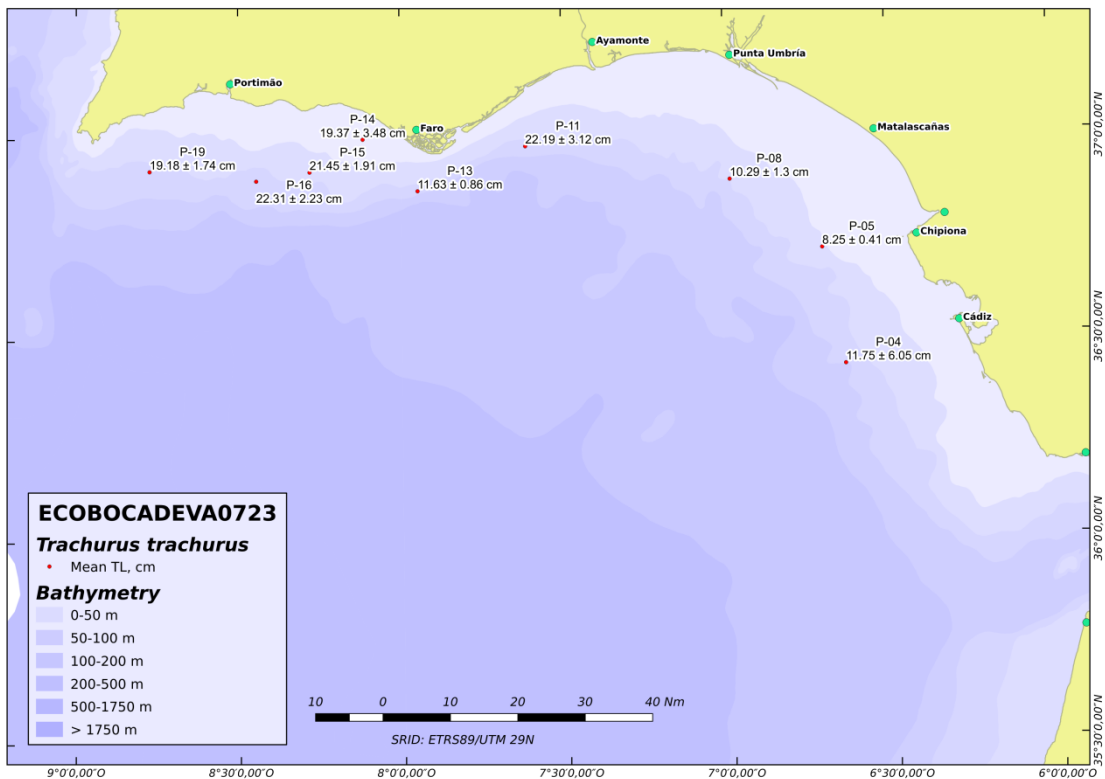 Ayamonte
Punta Umbría
Portimão
P-14
19.37 ± 3.48 cm
Faro
P-11
22.19 ± 3.12 cm
Matalascañas
P-19
19.18 ± 1.74 cm
P-15
21.45 ± 1.91 cm
P-13
11.63 ± 0.86 cm
P-08
10.29 ± 1.3 cm
P-16
22.31 ± 2.23 cm
P-05
8.25 ± 0.41 cm
Chipiona
Cádiz
P-04
11.75 ± 6.05 cm
37°0'0,00"N
36°30'0,00"N
36°0'0,00"N
35°30'0,00"N
ECOBOCADEVA0723
Trachurus trachurus
Mean TL, cm
Bathymetry
0-50 m
50-100 m
100-200 m
200-500 m
500-1750 m
> 1750 m
10 0 10 20 30 40 Nm
SRID: ETRS89/UTM 29N
9°0'0,00"O 8°0'0,00"O 7°30'0,00"O 7°0'0,00"O 6°30'0,00"O 6°0'0,00"O